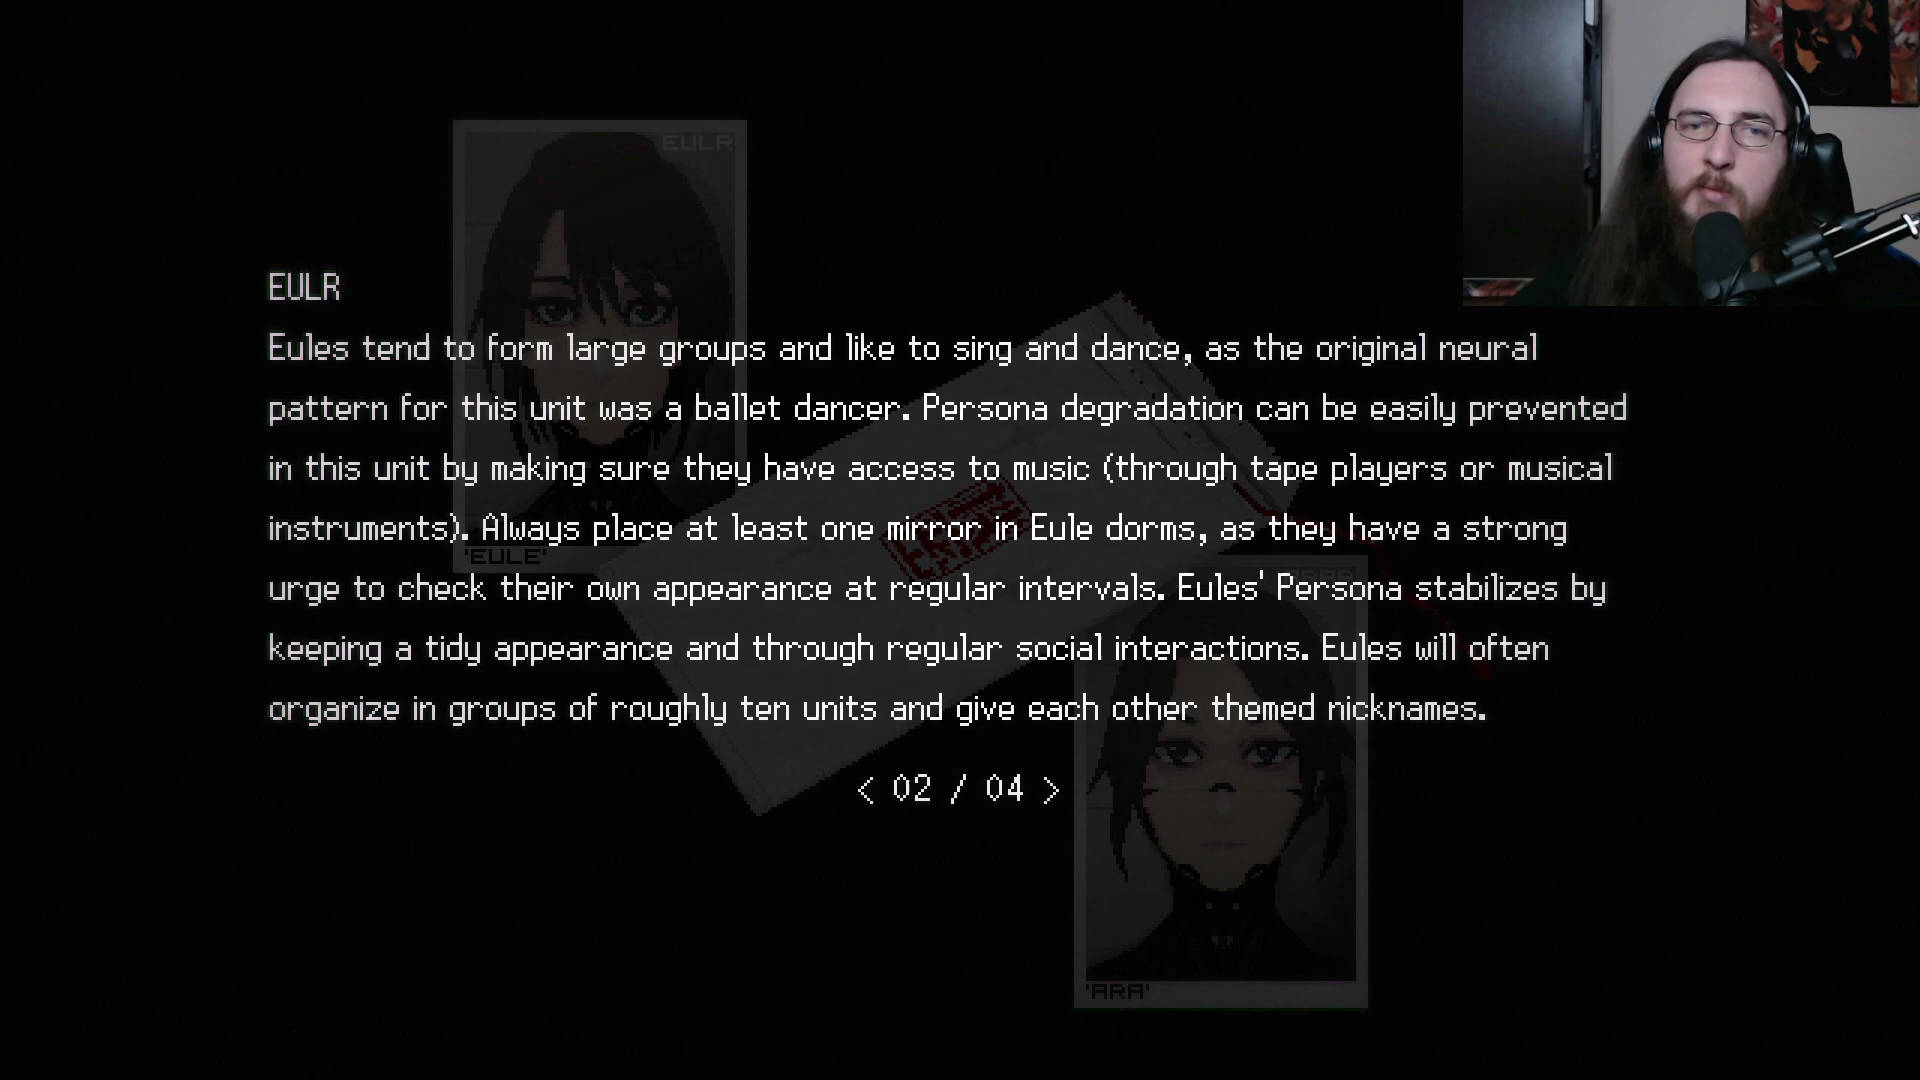 EULR
EULR
Eules tend to form large groups and like to sing and dance, as the original neural
pattern for this unit was a ballet dancer. Persona degradation can be easily prevented
in this unit by making sure they have access to music (through tape players or musical
instruments). Always place at least one mirror in Eule dorms, as they have a strong
'EULE'
urge to check their own appearance at regular intervals. Eules' Persona stabilizes by
keeping a tidy appearance and through regular social interactions. Eules will often
organize in groups of roughly ten units and give each other themed nicknames.
< 02 / 04 >
'ARA'